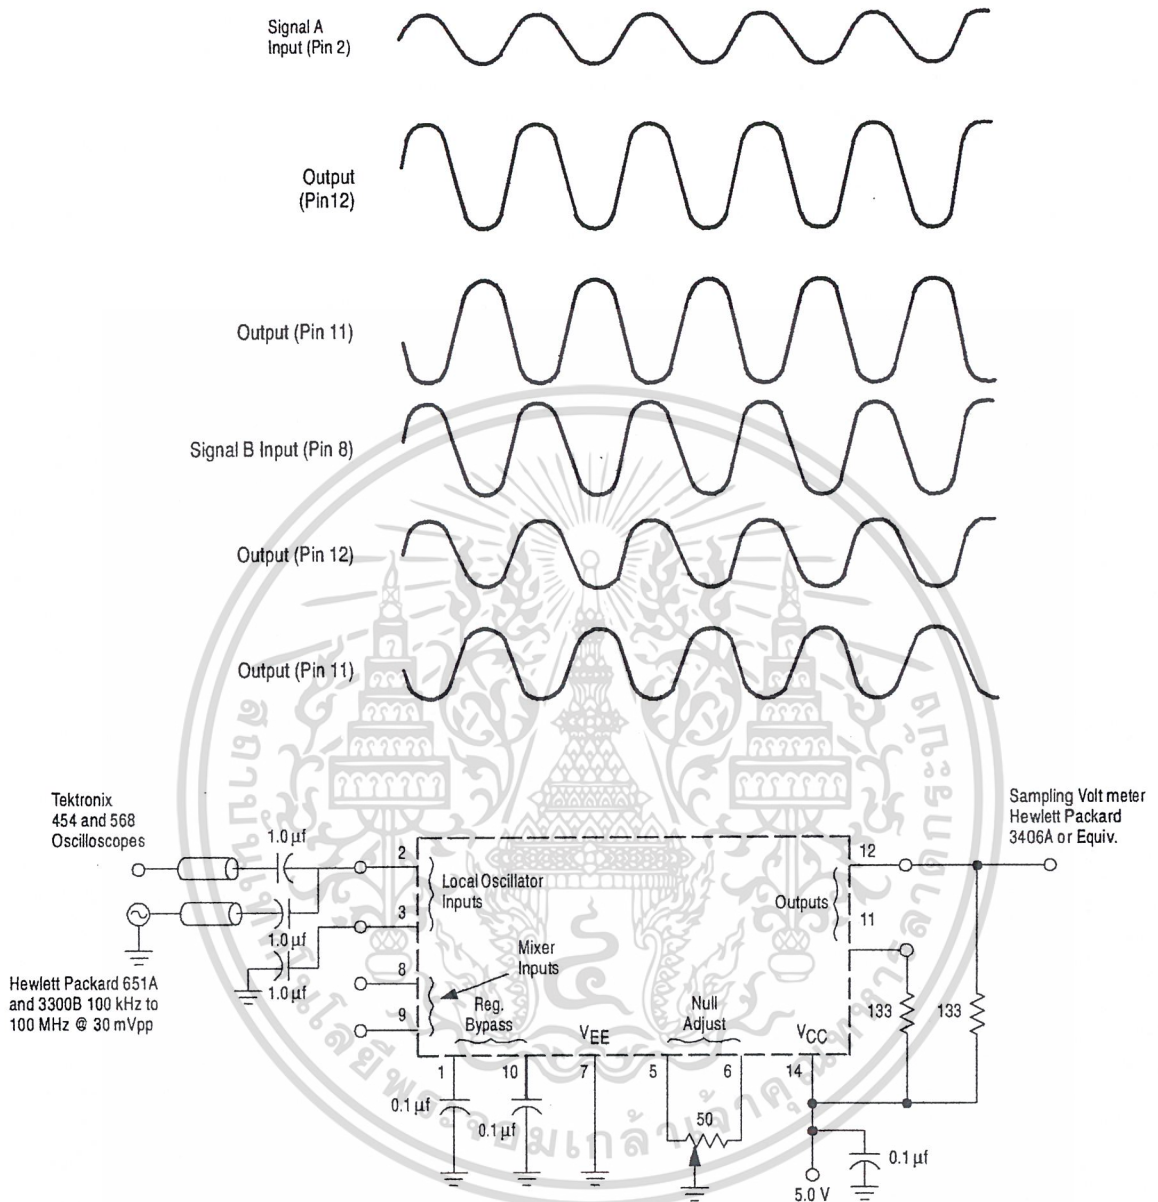 Signal A
Input (Pin 2)
Output
(Pin12)
Output (Pin 11)
Signal B Input (Pin 8)
Output (Pin 12)
Output (Pin 11)
Tektronix
454 and 568
Oscilloscopes
1.0 µf
1.0 µf
1.0 µf
Hewlett Packard 651A
and 3300B 100 kHz to
100 MHz @ 30 mVpp
2
3
8
9
Local Oscillator
Inputs
Mixer
Inputs
Reg.
Bypass
VEE
Null
Adjust
VCC
Outputs
12
11
Sampling Volt meter
Hewlett Packard
3406A or Equiv.
133
133
1
10
7
5
6
14
0.1 µf
0.1 µf
50
0.1 µf
5.0 V